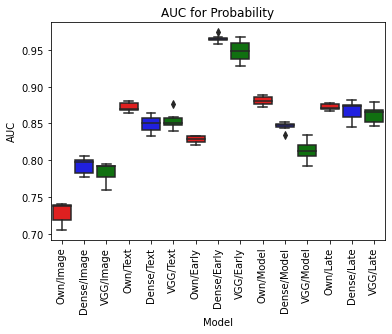 AUC for Probability
AUC
0.95
0.90
0.85
0.80
0.75
0.70
Own/Image
Dense/Image
VGG/Image
Own/Text
Dense/Text
VGG/Text
Own/Early
Dense/Early
VGG/Early
Own/Model
Dense/Model
VGG/Model
Own/Late
Dense/Late
VGG/Late
Model